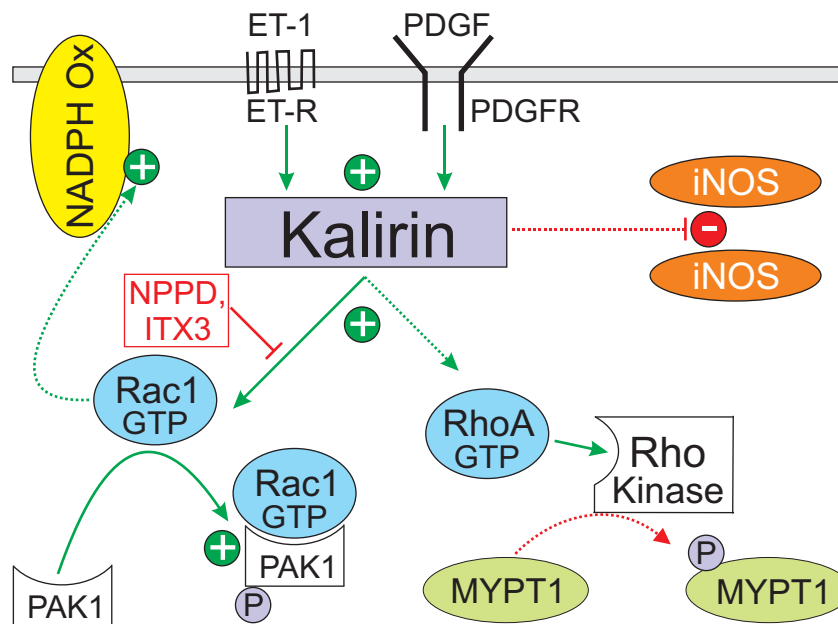 ET-1
PDGF
NADPH Ox
ET-R
PDGFR
+
+
iNOS
Kalirin
-
iNOS
NPPD,
ITX3
+
Rac1
GTP
RhoA
GTP
Rho
Kinase
Rac1
GTP
+
PAK1
P
PAK1
MYPT1
P
MYPT1